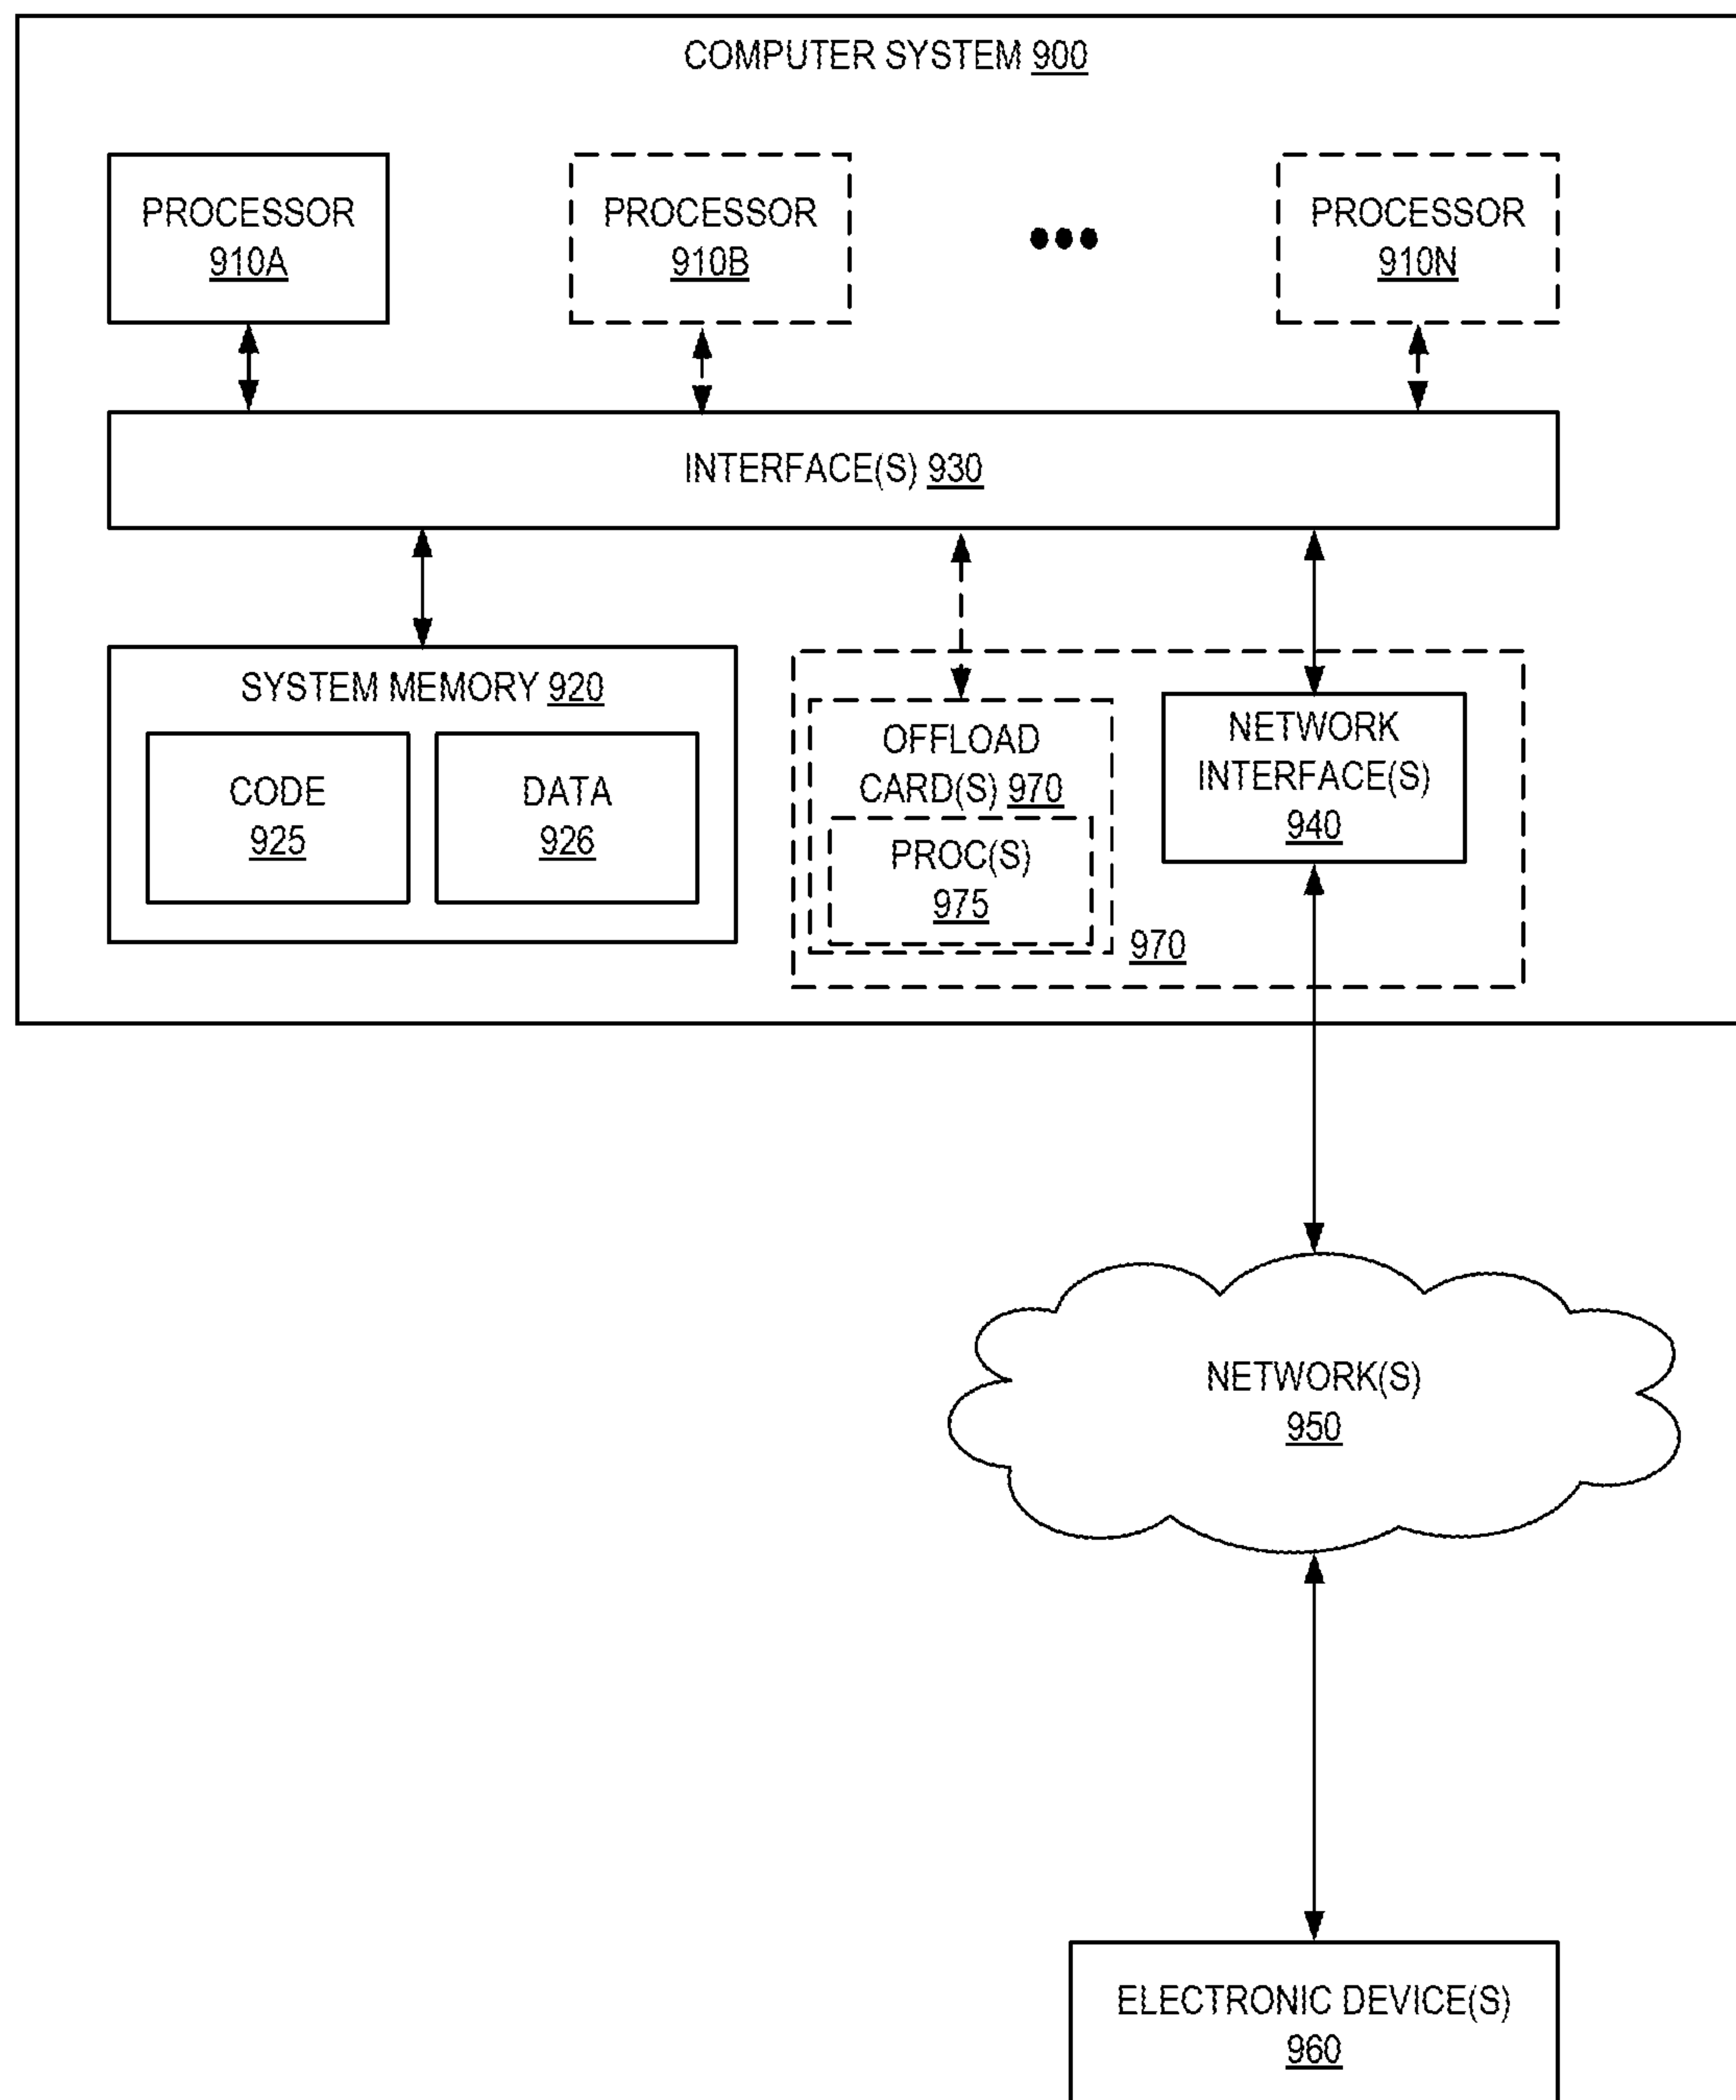 COMPUTER SYSTEM 900
PROCESSOR
910A
PROCESSOR
910B
PROCESSOR
910N
INTERFACE(S) 930
SYSTEM MEMORY 920
CODE
925
DATA
926
OFFLOAD
CARD(S) 970
PROC(S)
975
970
NETWORK
INTERFACE(S)
940
NETWORK(S)
950
ELECTRONIC DEVICE(S)
960